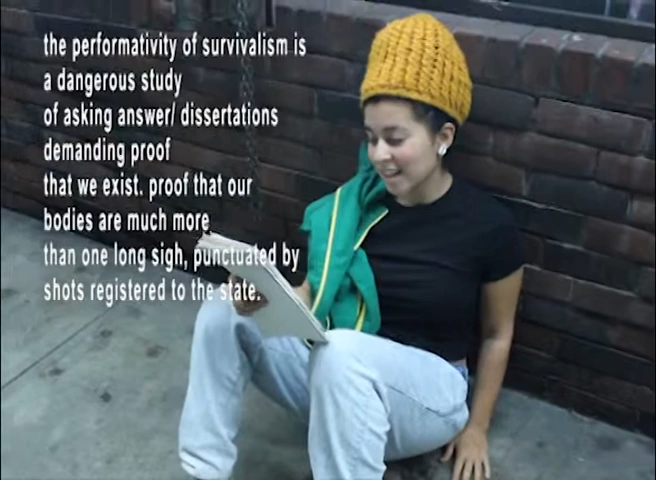 the performativity of survivalism is
a dangerous study
of asking answer/ dissertations
demanding proof
that we exist. proof that our
bodies are much more
than one long sigh, punctuated by
shots registered to the state.